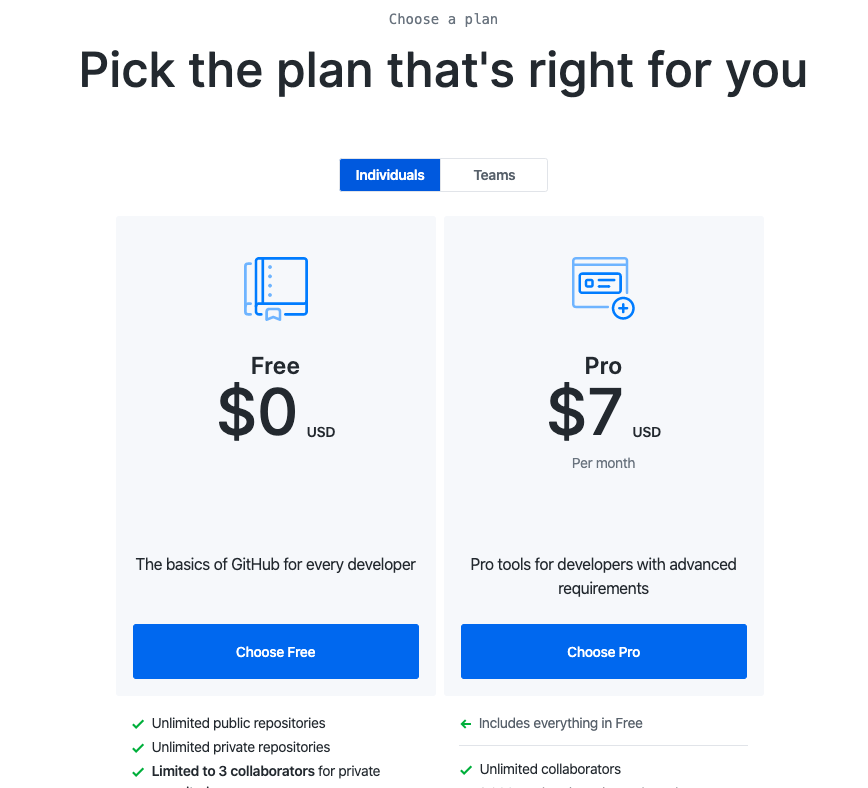 Choose a plan
Pick the plan that's right for you
Individuals
Teams
Free
$0 USD
The basics of GitHub for every developer
Choose Free
Unlimited public repositories
Unlimited private repositories
Limited to 3 collaborators for private
Pro
$7 USD
Per month
Pro tools for developers with advanced
requirements
Choose Pro
Includes everything in Free
Unlimited collaborators